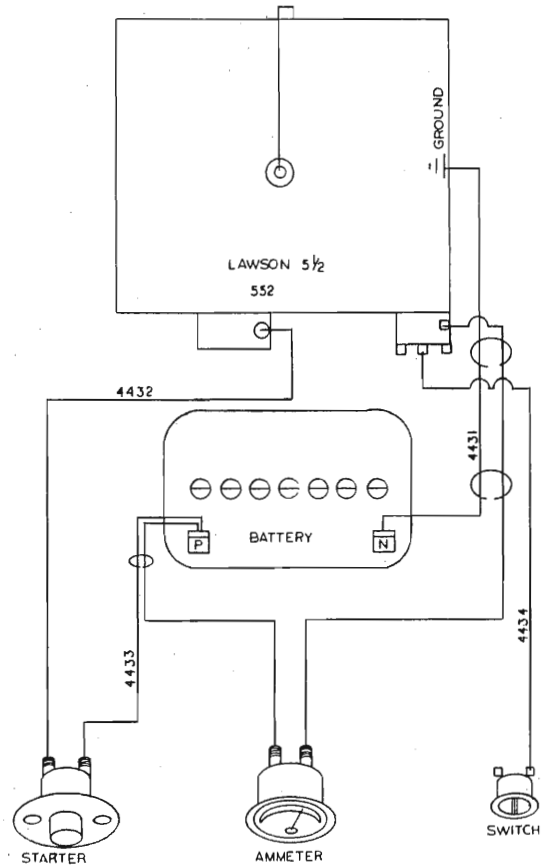 GROUND
LAWSON 5½
552
4432
4431
BATTERY
P
N
4433
4434
STARTER
AMMETER
SWITCH